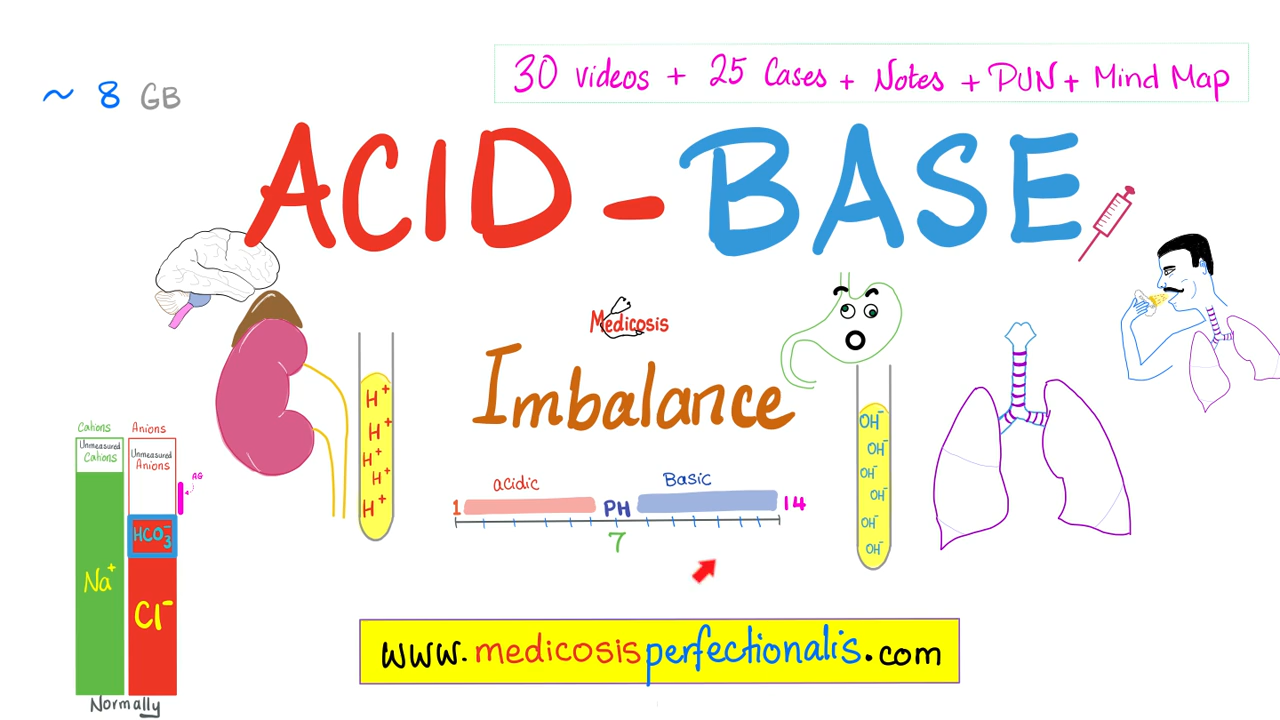 30 videos + 25 Cases + Notes + PUN + Mind Map
~ 8 GB
ACID-BASE
Medicosis
Imbalance
H+
H+
H+
H+
H+
OH-
OH-
OH-
OH-
OH-
OH-
Cations Anions
Unmeasured Cations
Unmeasured Anions
AG
HCO3-
Na+
Cl-
Normally
acidic Basic
1 PH 14
7
www.medicosisperfectionalis.com